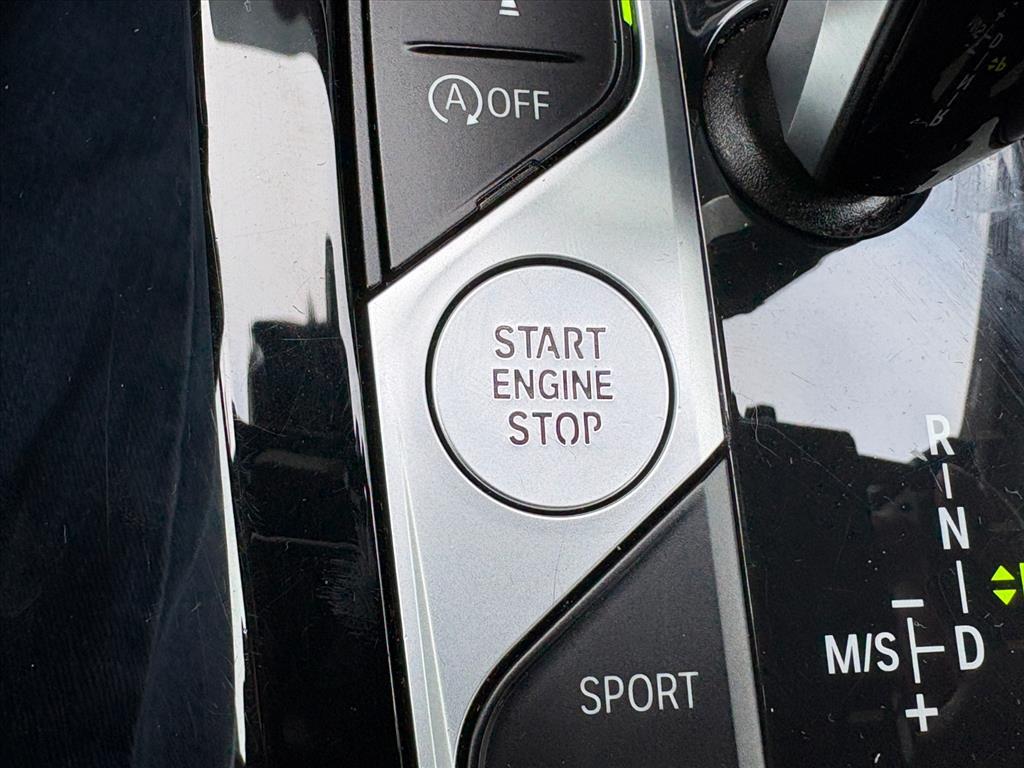 A OFF
START
ENGINE
STOP
R
N
M/S D
+
SPORT